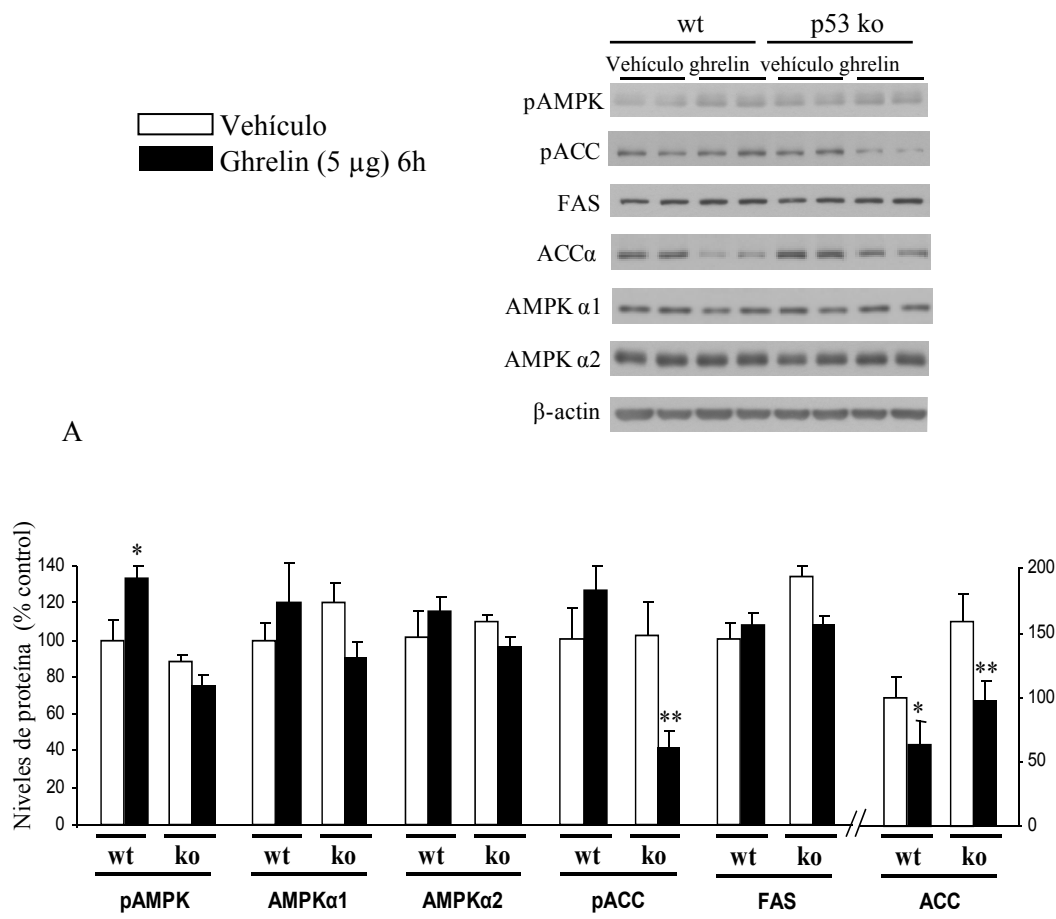 wt p53 ko
Vehículo ghrelin vehículo ghrelin
Vehículo
Ghrelin (5 µg) 6h
pAMPK
pACC
FAS
ACCα
AMPK α1
AMPK α2
β-actin
A
Niveles de proteína (% control)
140
120
100
80
60
40
20
0
200
150
100
50
0
*
**
*
**
//
//
wt ko wt ko wt ko wt ko wt ko wt ko
pAMPK AMPKα1 AMPKα2 pACC FAS ACC